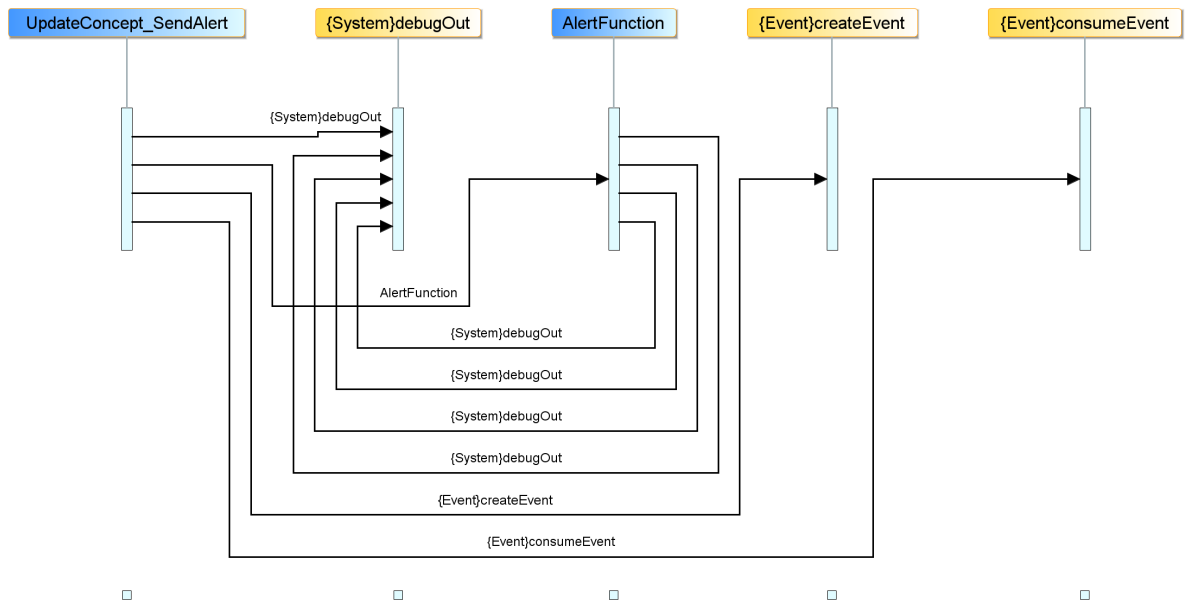 UpdateConcept_SendAlert
{System}debugOut
AlertFunction
{Event}createEvent
{Event}consumeEvent
{System}debugOut
AlertFunction
{System}debugOut
{System}debugOut
{System}debugOut
{System}debugOut
{Event}createEvent
{Event}consumeEvent